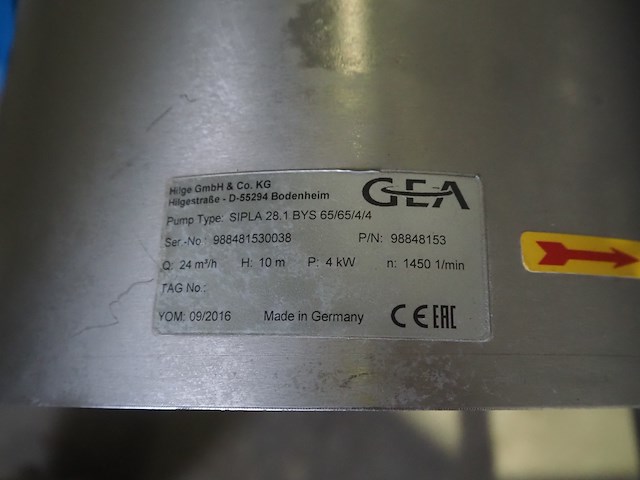 Hilge GmbH & Co. KG
Hilgestraße - D-55294 Bodenheim
GEA
Pump Type: SIPLA 28.1 BYS 65/65/4/4
Ser.-No : 988481530038 P/N: 98848153
Q: 24 m³/h H: 10 m P: 4 kW n: 1450 1/min
TAG No :
YOM: 09/2016 Made in Germany CE EAC